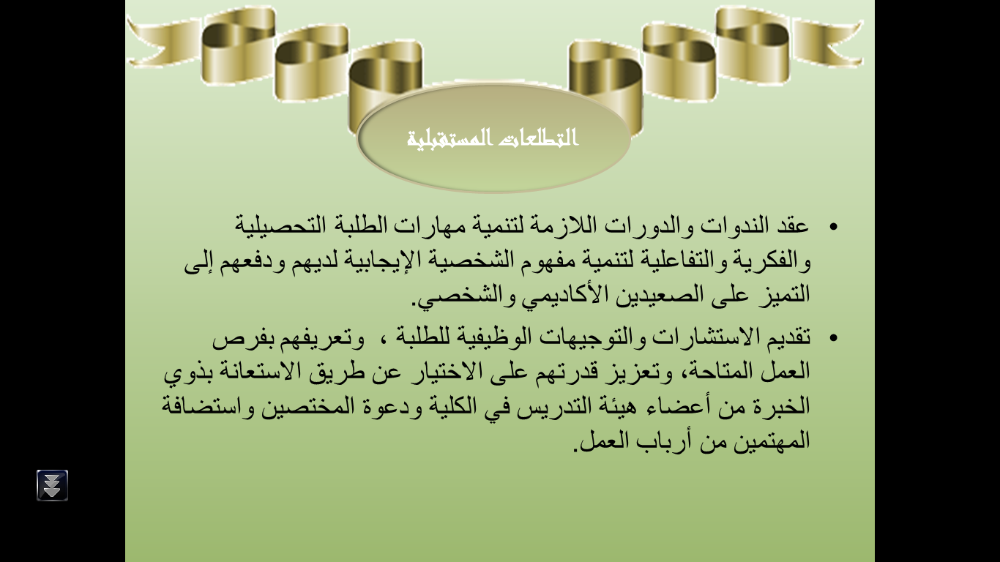 التطلعات المستقبلية
• عقد الندوات والدورات اللازمة لتنمية مهارات الطلبة التحصيلية
والفكرية والتفاعلية لتنمية مفهوم الشخصية الإيجابية لديهم ودفعهم إلى
التميز على الصعيدين الأكاديمي والشخصي.
• تقديم الاستشارات والتوجيهات الوظيفية للطلبة ، وتعريفهم بفرص
العمل المتاحة، وتعزيز قدرتهم على الاختيار عن طريق الاستعانة بذوي
الخبرة من أعضاء هيئة التدريس في الكلية ودعوة المختصين واستضافة
المهتمين من أرباب العمل.